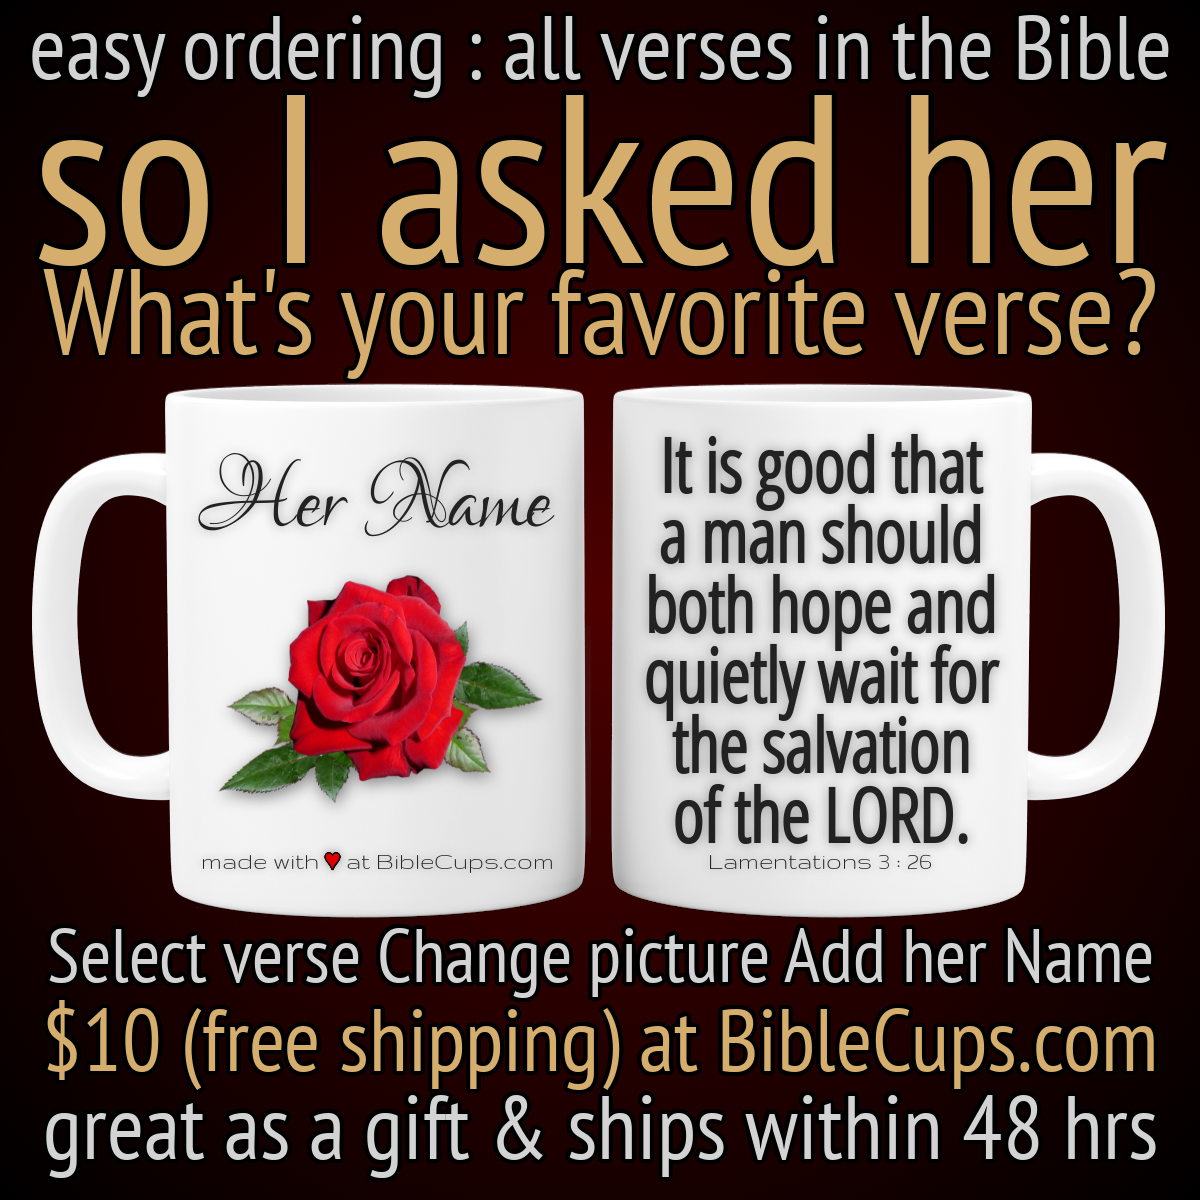 easy ordering : all verses in the Bible
so I asked her
What's your favorite verse?
Her Name
made with at BibleCups.com
It is good that
a man should
both hope and
quietly wait for
the salvation
of the LORD.
Lamentations 3 : 26
Select verse Change picture Add her Name
$10 (free shipping) at BibleCups.com
great as a gift & ships within 48 hrs